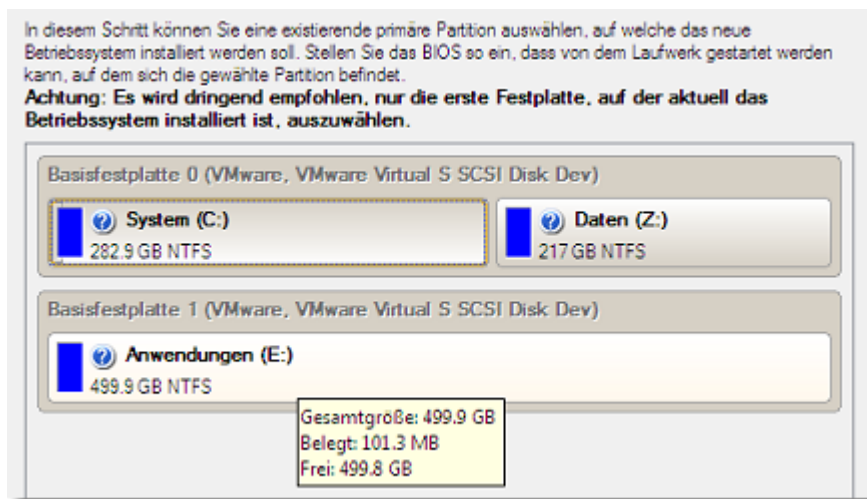 In diesem Schritt können Sie eine existierende primäre Partition auswählen, auf welche das neue
Betriebssystem installiert werden soll. Stellen Sie das BIOS so ein, dass von dem Laufwerk gestartet werden
kann, auf dem sich die gewählte Partition befindet.
Achtung: Es wird dringend empfohlen, nur die erste Festplatte, auf der aktuell das
Betriebssystem installiert ist, auszuwählen.
Basisfestplatte 0 (VMware, VMware Virtual S SCSI Disk Dev)
System (C:)
282.9 GB NTFS
Daten (Z:)
217 GB NTFS
Basisfestplatte 1 (VMware, VMware Virtual S SCSI Disk Dev)
Anwendungen (E:)
499.9 GB NTFS
Gesamtgröße: 499.9 GB
Belegt: 101.3 MB
Frei: 499.8 GB